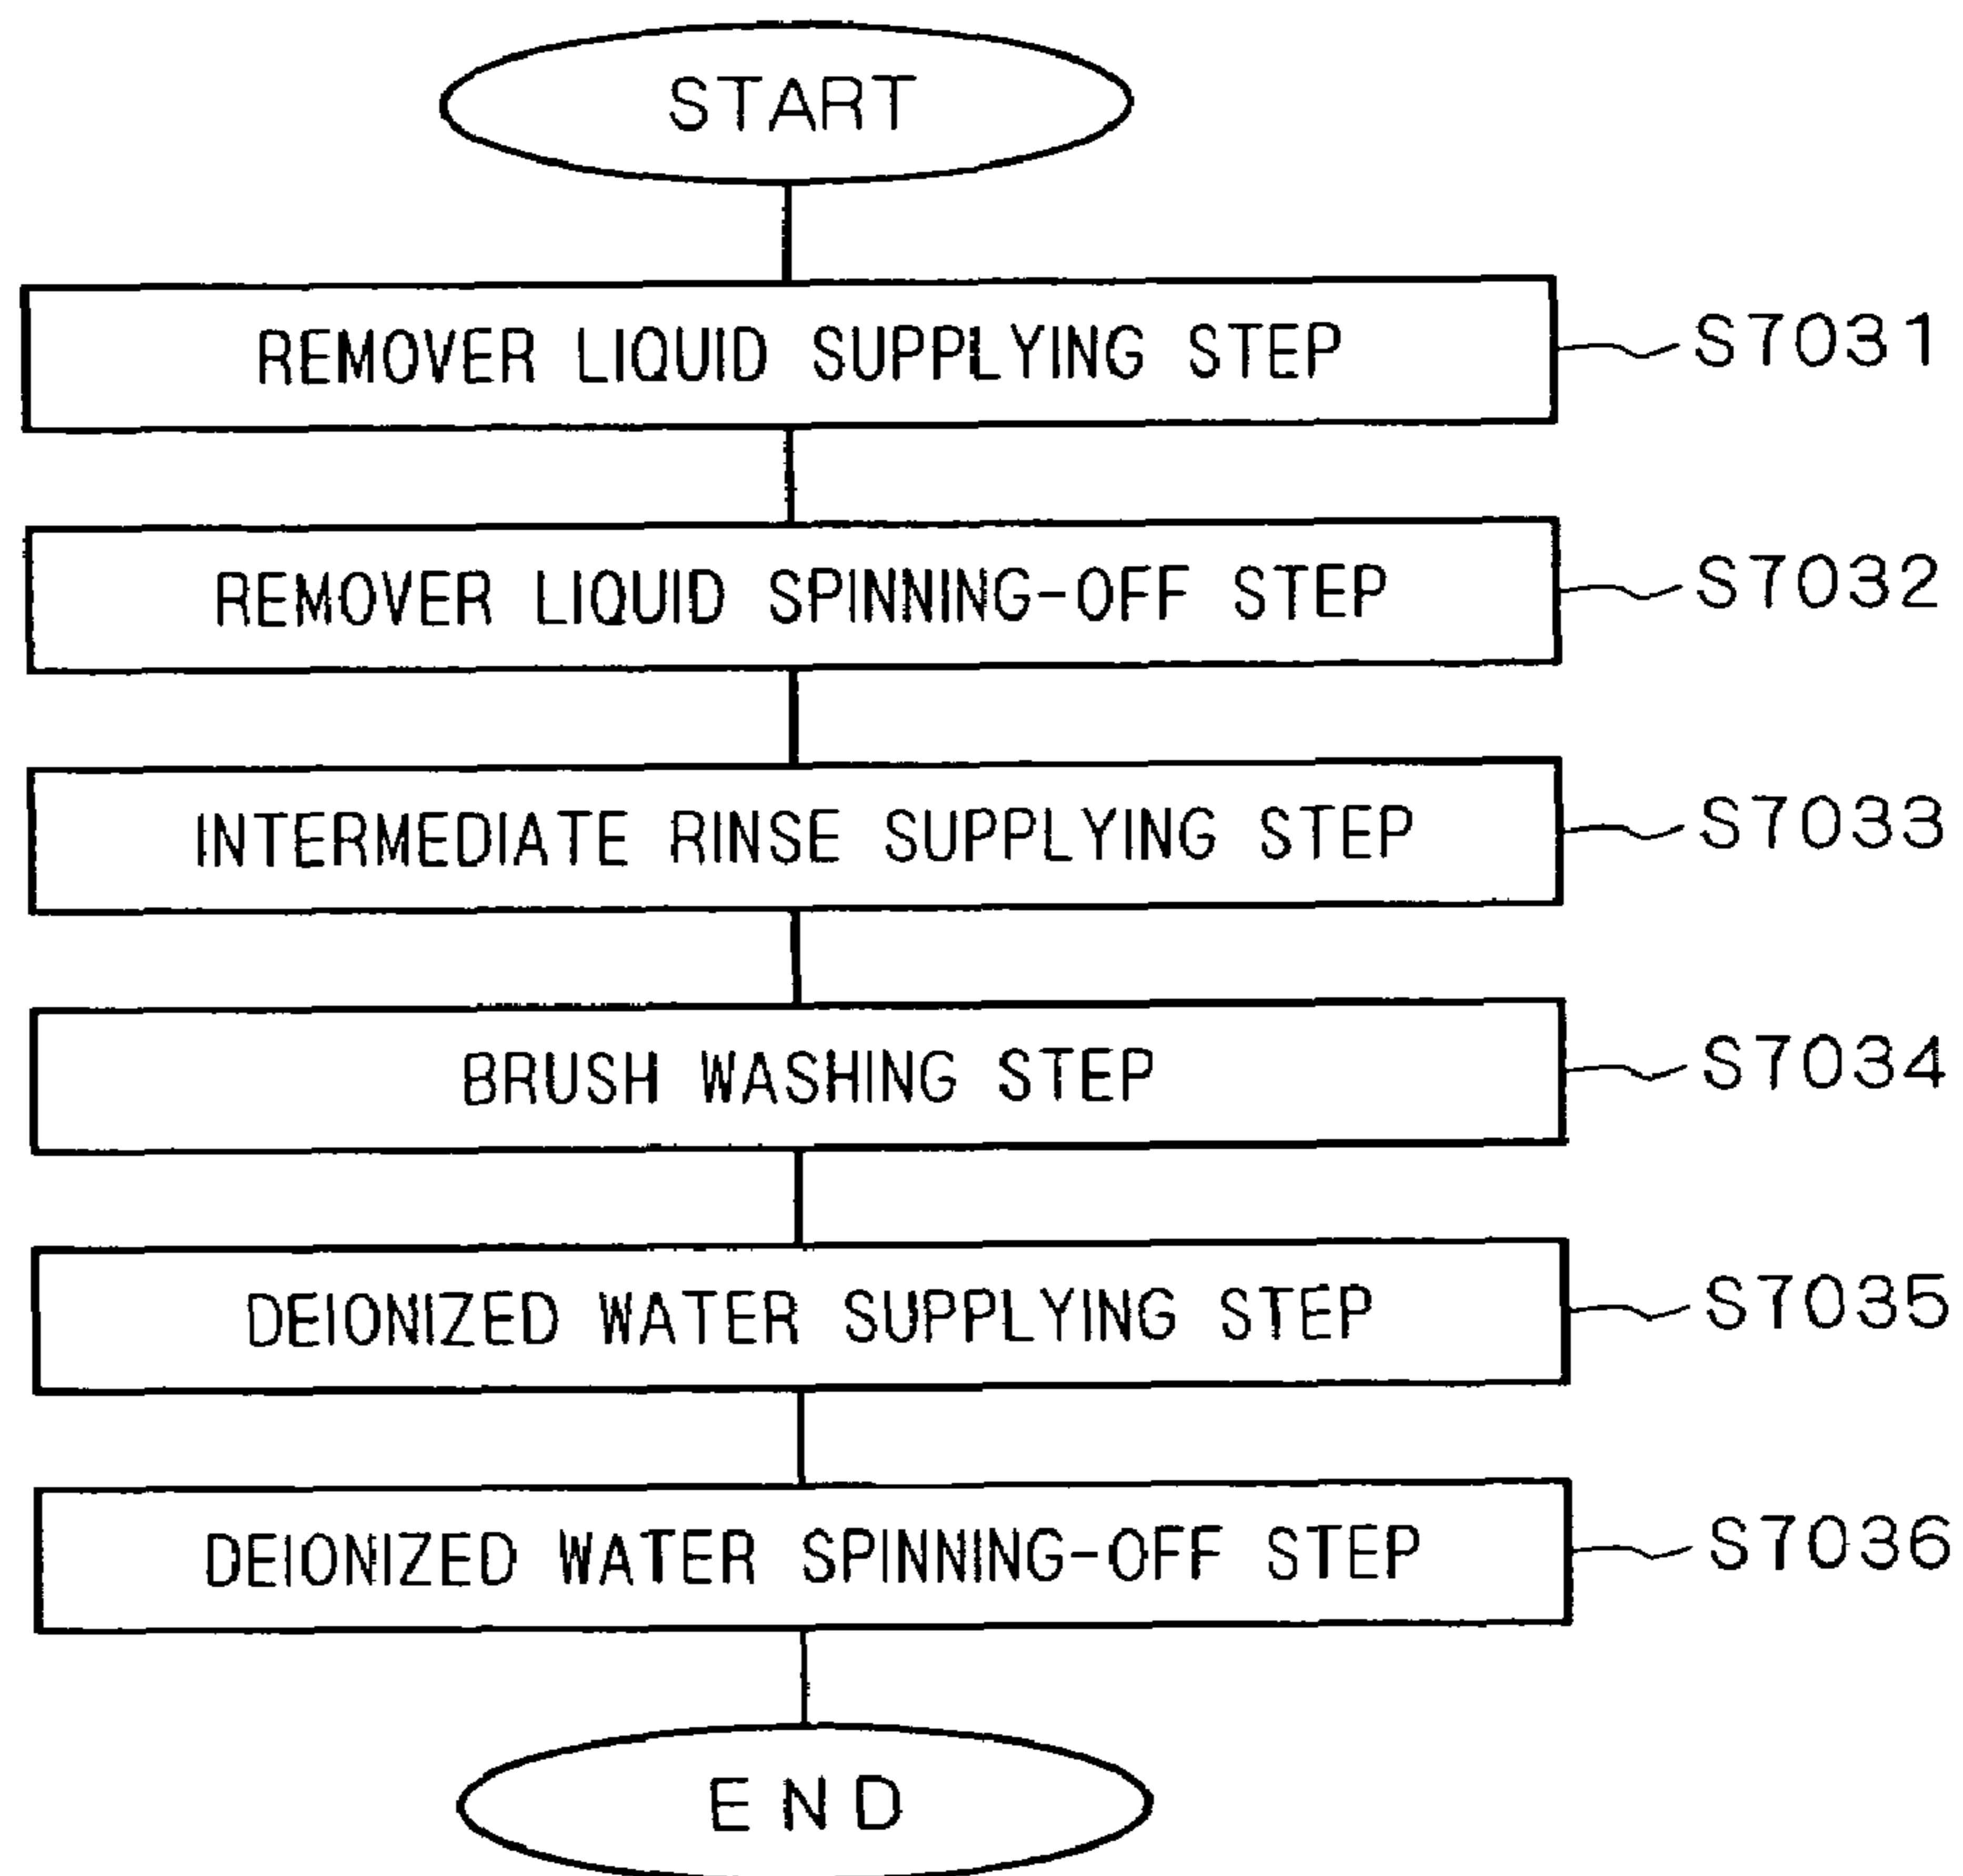 START
REMOVER LIQUID SUPPLYING STEP S7031
REMOVER LIQUID SPINNING-OFF STEP S7032
INTERMEDIATE RINSE SUPPLYING STEP S7033
BRUSH WASHING STEP S7034
DEIONIZED WATER SUPPLYING STEP S7035
DEIONIZED WATER SPINNING-OFF STEP S7036
END